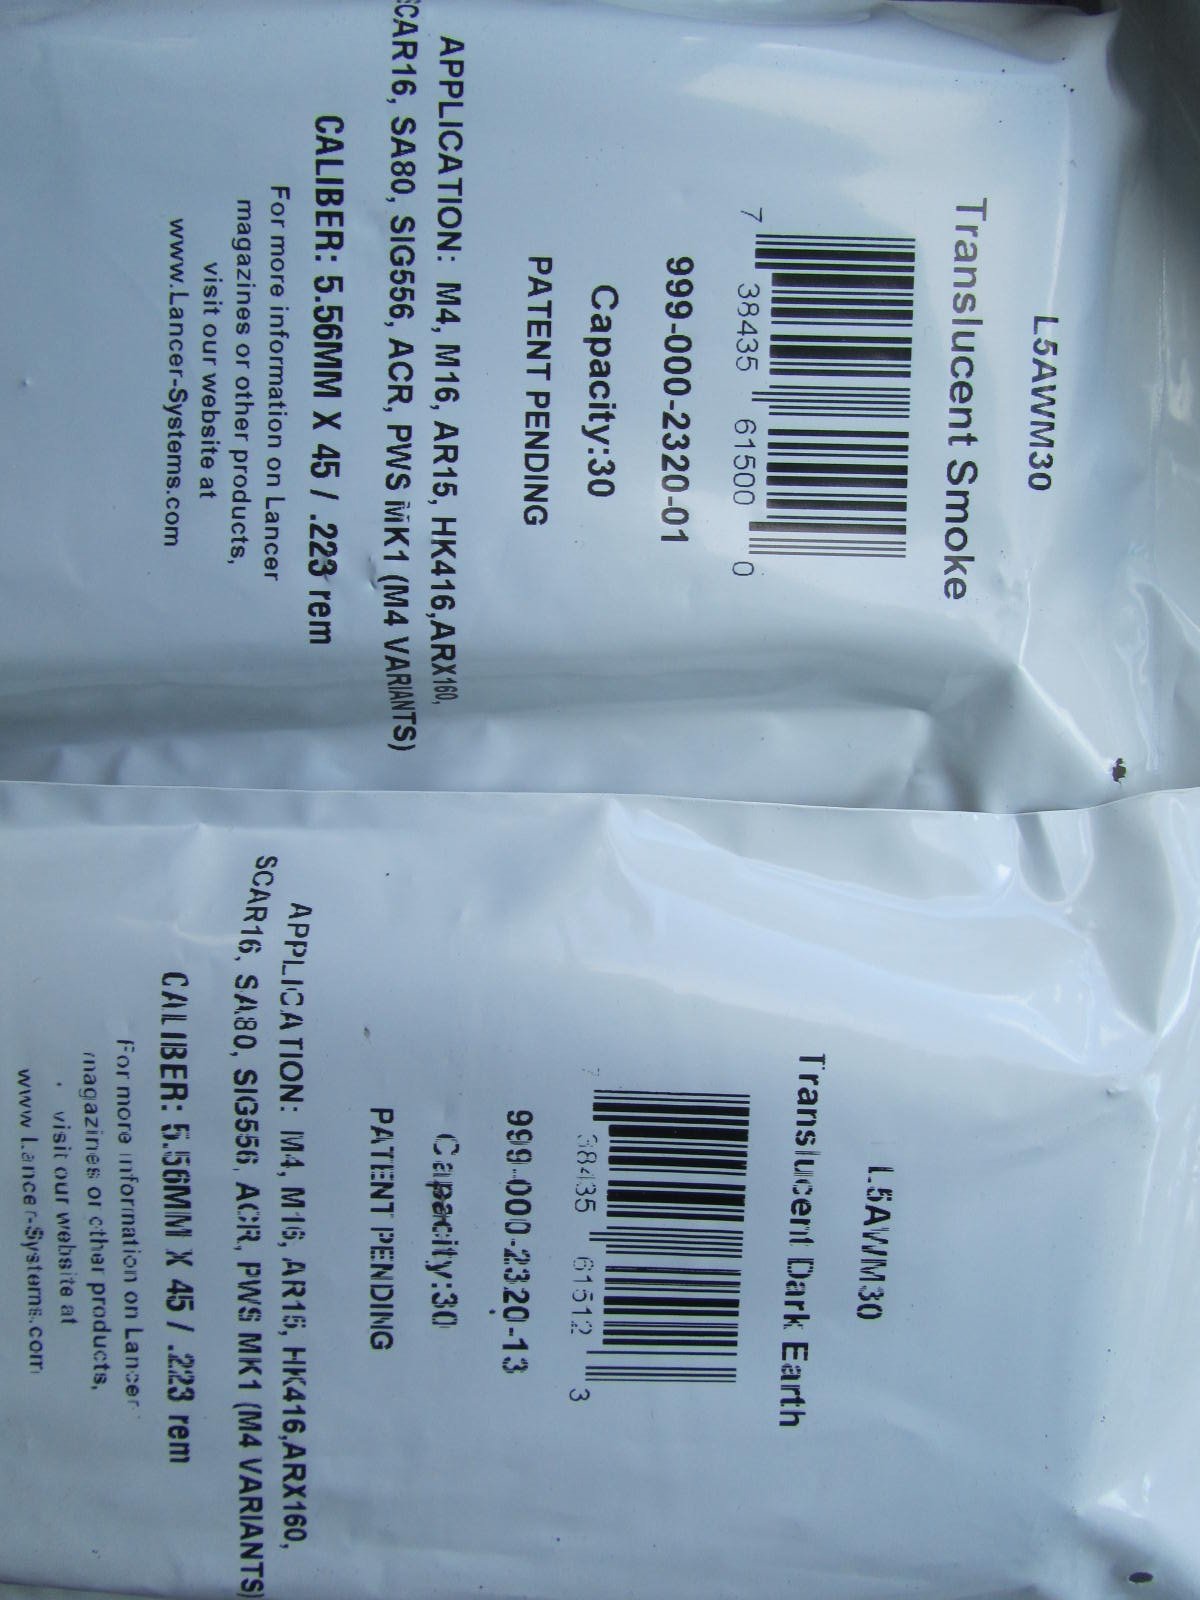 L5AWM30
Translucent Smoke
7 38435 61500 0
999-000-2320-01
Capacity:30
PATENT PENDING
APPLICATION: M4, M16, AR15, HK416,ARX160,
SCAR16, SA80, SIG556, ACR, PWS MK1 (M4 VARIANTS)
CALIBER: 5.56MM X 45 / .223 rem
For more information on Lancer
magazines or other products,
visit our website at
www.Lancer-Systems.com
L5AWM30
Translucent Dark Earth
7 38435 61512 3
999-000-2320-13
Capacity:30
PATENT PENDING
APPLICATION: M4, M16, AR15, HK416,ARX160,
SCAR16, SA80, SIG556, ACR, PWS MK1 (M4 VARIANTS)
CALIBER: 5.56MM X 45 / .223 rem
For more information on Lancer
magazines or other products,
visit our website at
www.Lancer-Systems.com